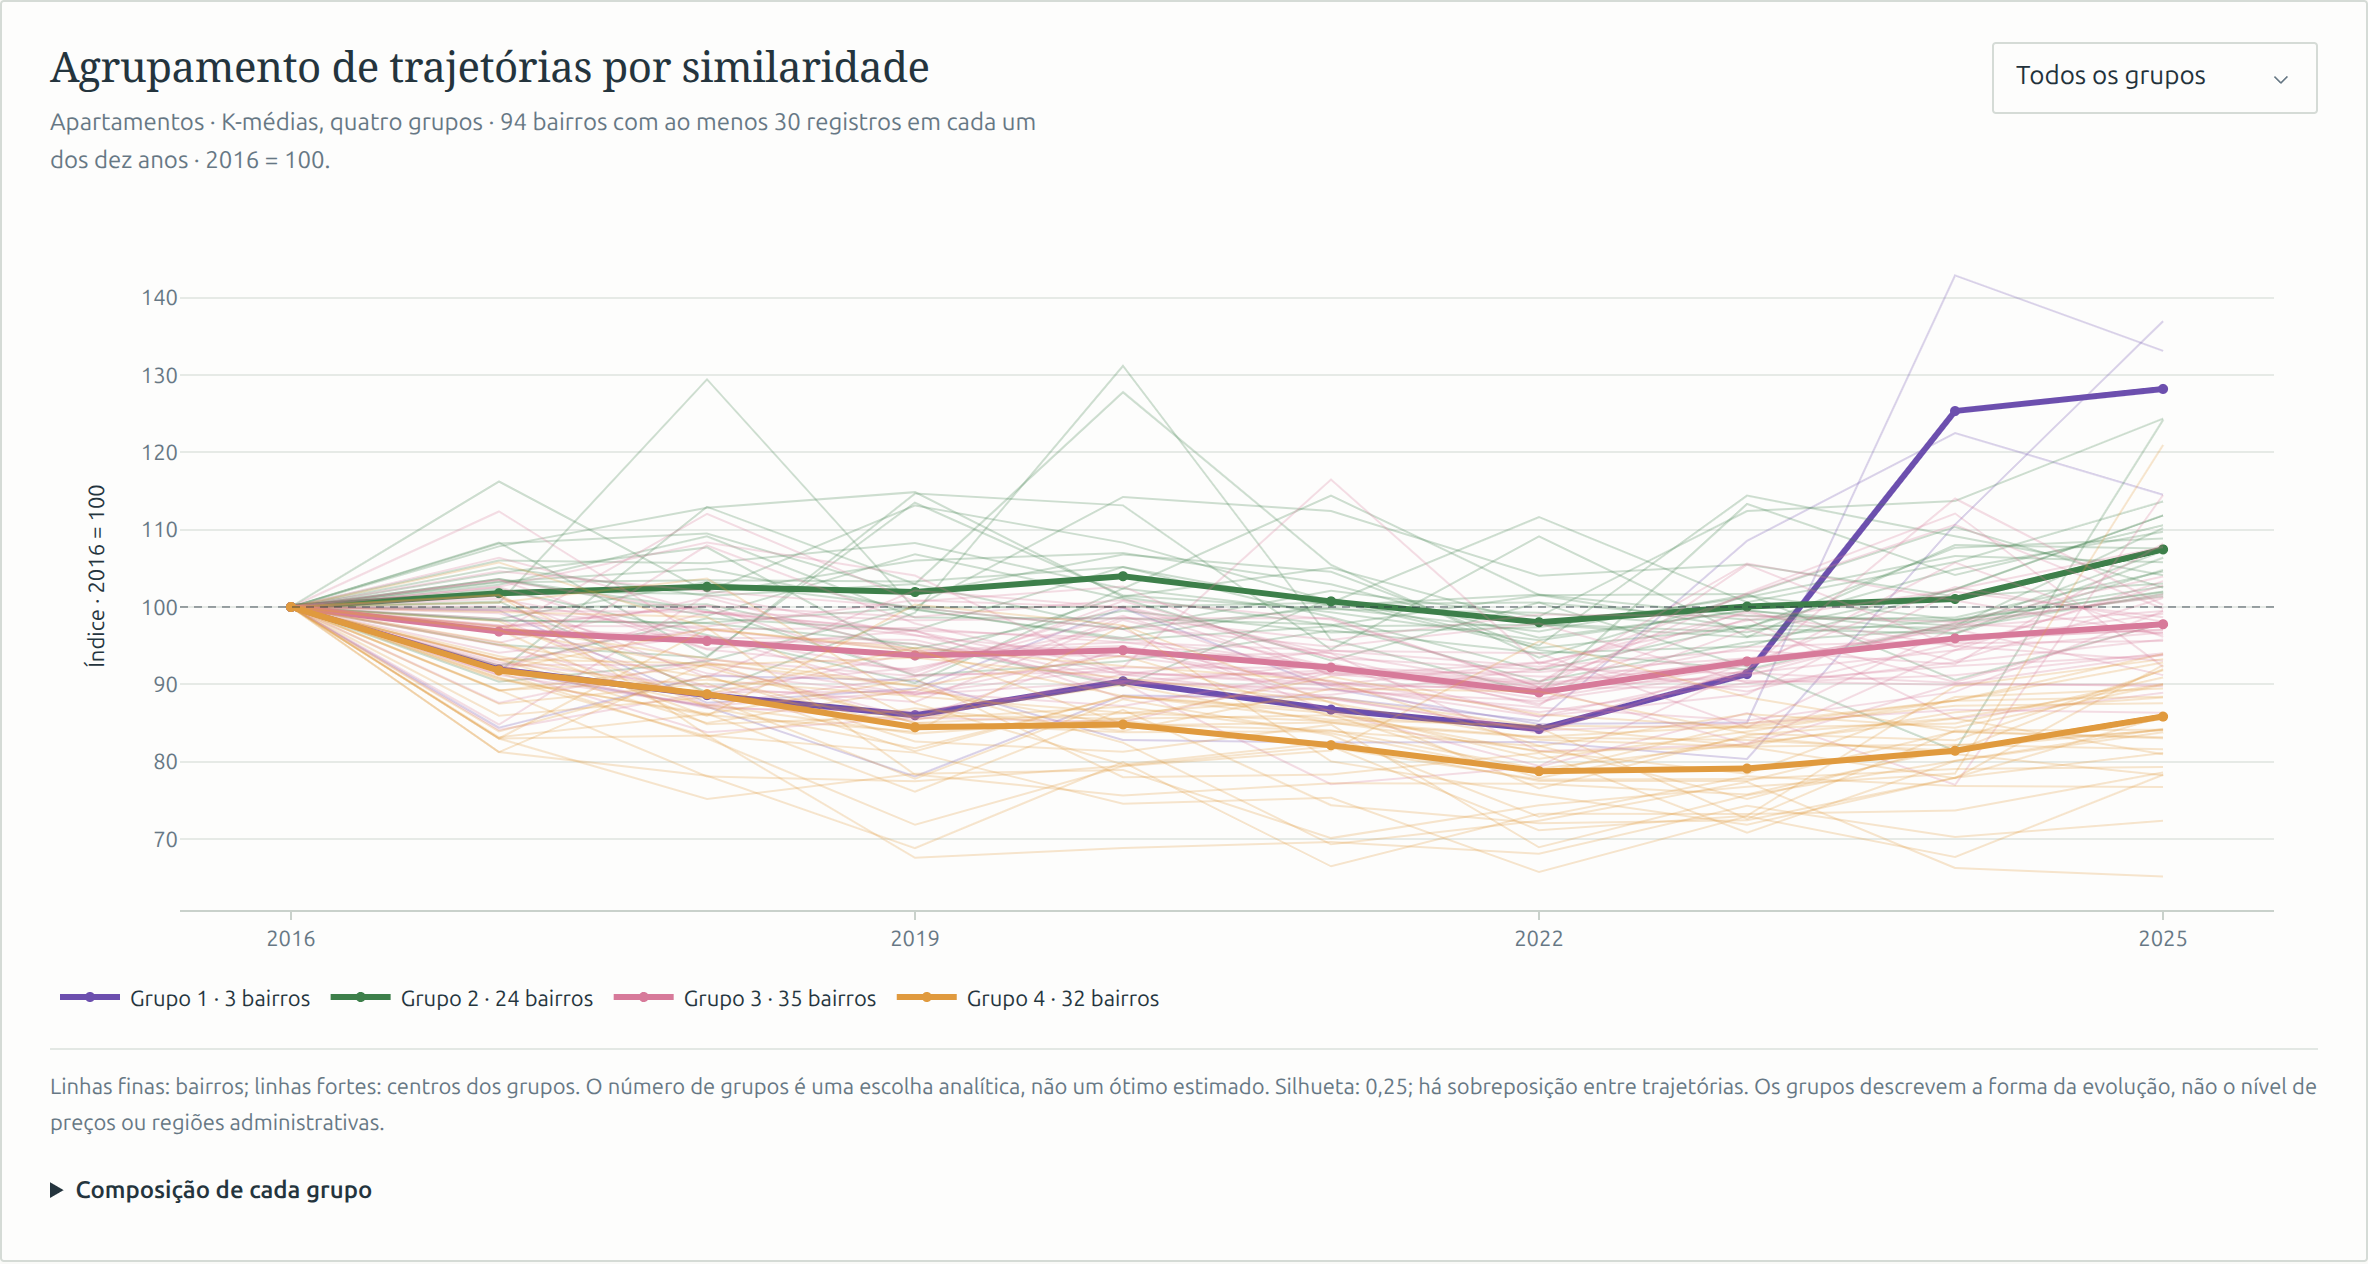 Agrupamento de trajetórias por similaridade
Todos os grupos
Apartamentos · K-médias, quatro grupos · 94 bairros com ao menos 30 registros em cada um
dos dez anos · 2016 = 100.
140
130
120
110
100
90
80
70
Índice · 2016 = 100
2016
2019
2022
2025
Grupo 1 · 3 bairros
Grupo 2 · 24 bairros
Grupo 3 · 35 bairros
Grupo 4 · 32 bairros
Linhas finas: bairros; linhas fortes: centros dos grupos. O número de grupos é uma escolha analítica, não um ótimo estimado. Silhueta: 0,25; há sobreposição entre trajetórias. Os grupos descrevem a forma da evolução, não o nível de
preços ou regiões administrativas.
Composição de cada grupo